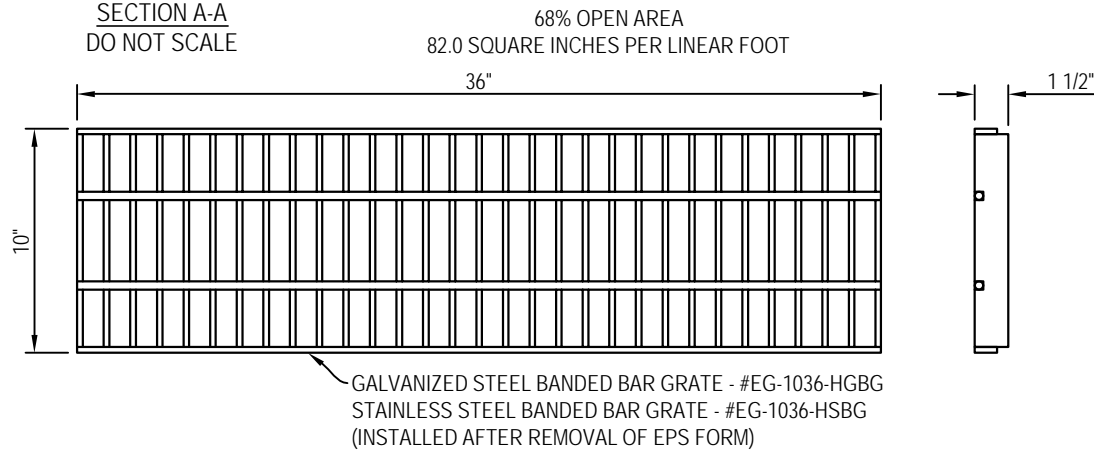 SECTION A-A
DO NOT SCALE
68% OPEN AREA
82.0 SQUARE INCHES PER LINEAR FOOT
36"
1 1/2"
10"
GALVANIZED STEEL BANDED BAR GRATE - #EG-1036-HGBG
STAINLESS STEEL BANDED BAR GRATE - #EG-1036-HSBG
(INSTALLED AFTER REMOVAL OF EPS FORM)